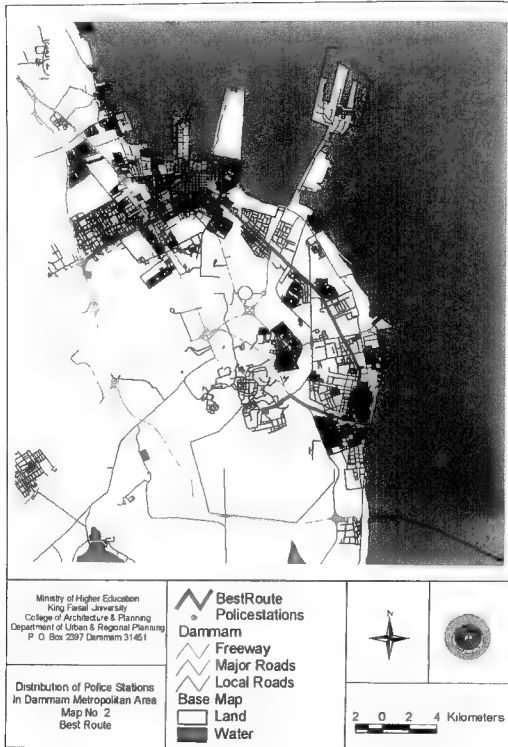 Ministry of Higher Education
King Faisal University
College of Architecture & Planning
Department of Urban & Regional Planning
P O Box 2397 Dammam 31451
Distribution of Police Stations
in Dammam Metropolitan Area
Map No 2
Best Route
BestRoute
Policestations
Dammam
Freeway
Major Roads
Local Roads
Base Map
Land
Water
N
2 0 2 4 Kilometers